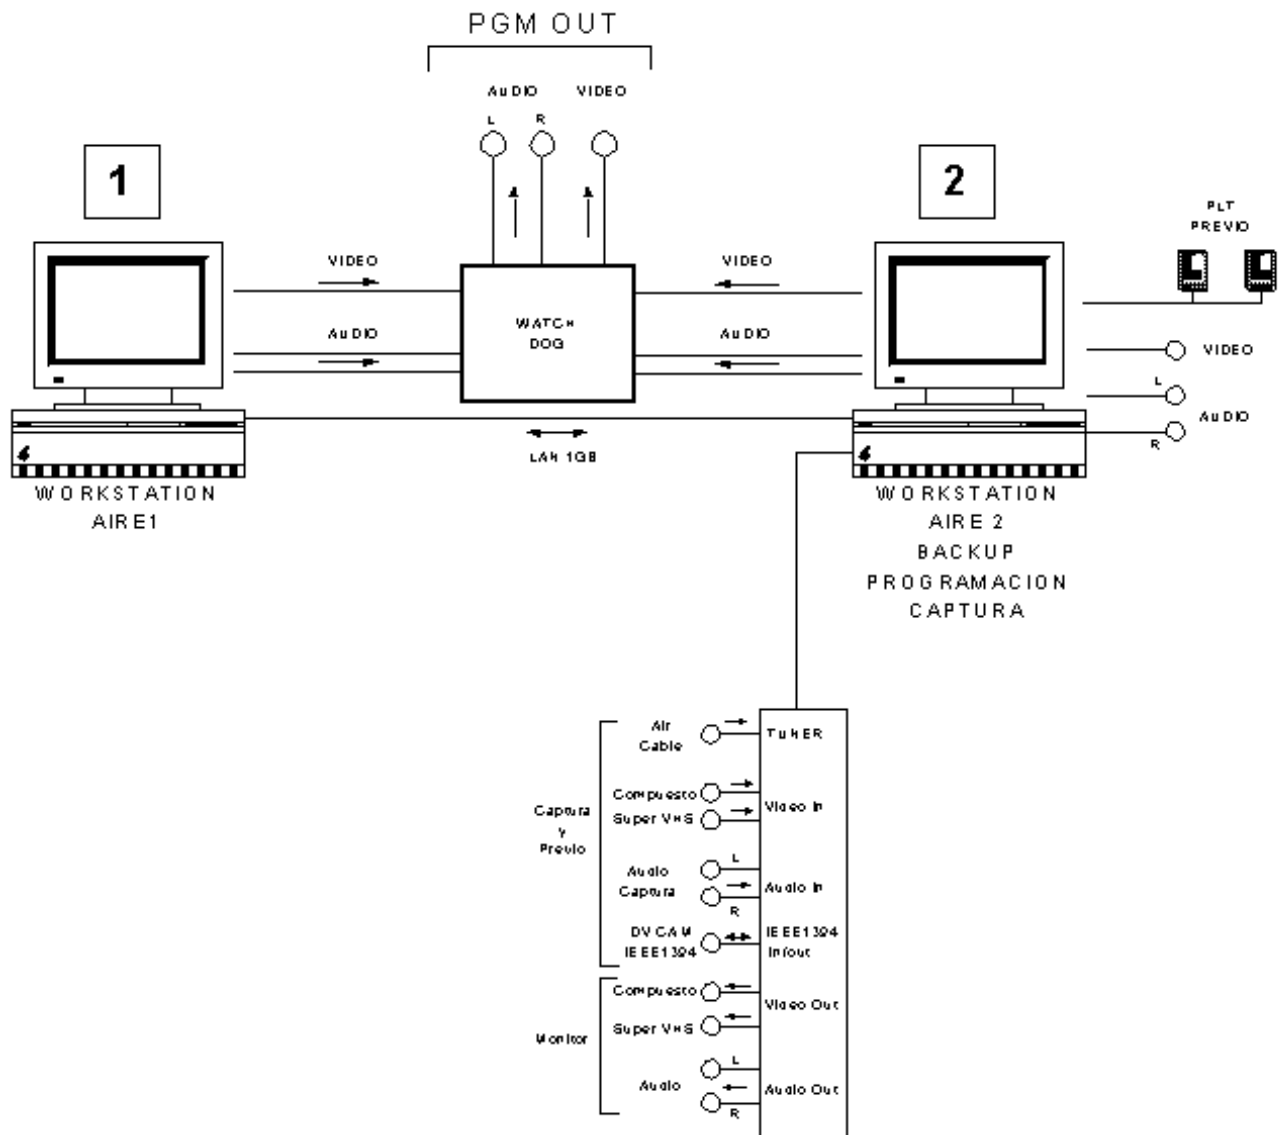 PGM OUT
AUDIO VIDEO
L R
1
2
PLT
PREVIO
VIDEO
VIDEO
WATCH
DOG
AUDIO
AUDIO
VIDEO
L
AUDIO
R
LAN 1GB
WORKSTATION
AIRE1
WORKSTATION
AIRE 2
BACKUP
PROGRAMACION
CAPTURA
Air
Cable
TUNER
Captura
y
Previo
Compuesto
Super VHS
Video In
L
Audio
Captura
Audio In
R
DVCAM
IEEE1394
IEEE1394
In/out
Monitor
Compuesto
Super VHS
Video Out
L
Audio
Audio Out
R